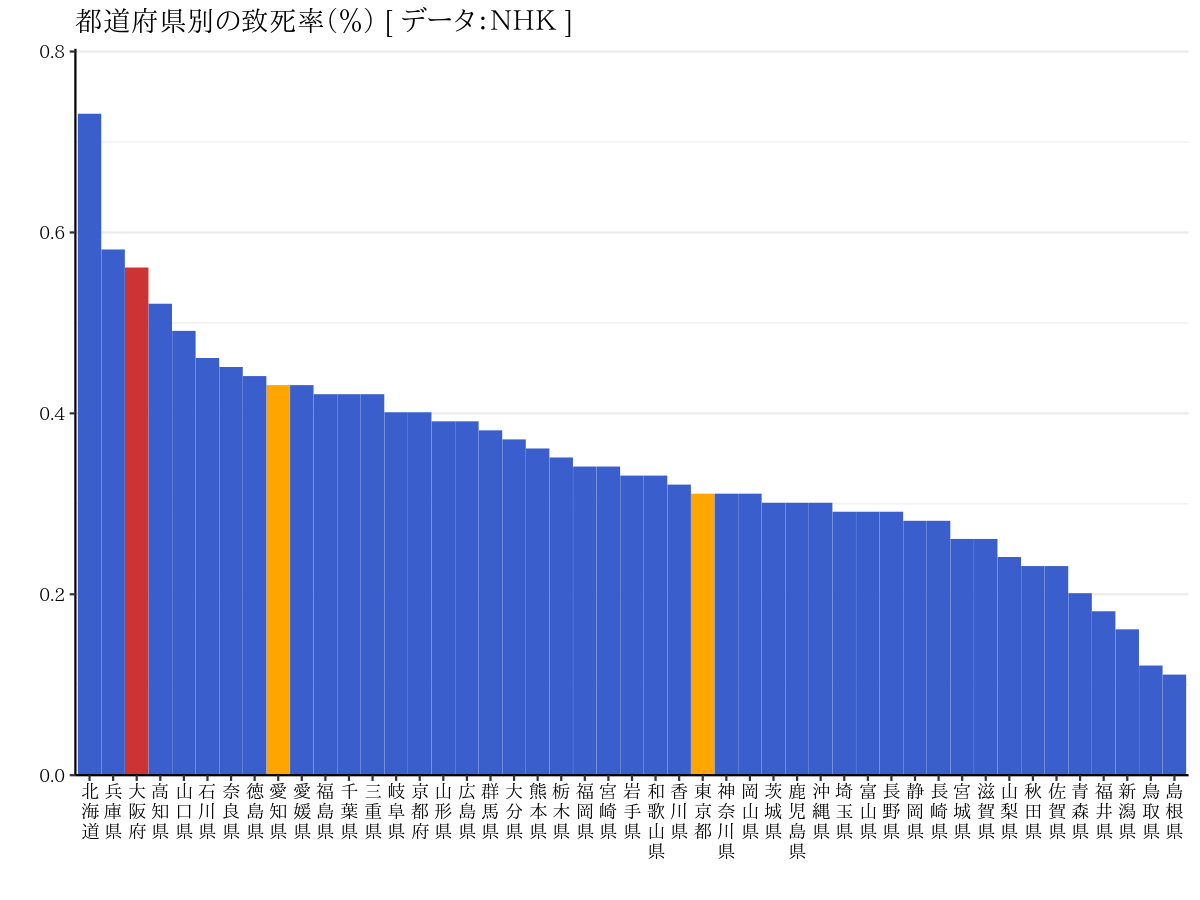 都道府県別の致死率(%) [ データ:NHK ]
0.8
0.6
0.4
0.2
0.0
北海道
兵庫県
大阪府
高知県
山口県
石川県
奈良県
徳島県
愛知県
愛媛県
福島県
千葉県
三重県
岐阜県
京都府
山形県
広島県
群馬県
大分県
熊本県
栃木県
福岡県
宮崎県
岩手県
和歌山県
香川県
東京都
神奈川県
岡山県
茨城県
鹿児島県
沖縄県
埼玉県
富山県
長野県
静岡県
長崎県
宮城県
滋賀県
山梨県
秋田県
佐賀県
青森県
福井県
新潟県
鳥取県
島根県